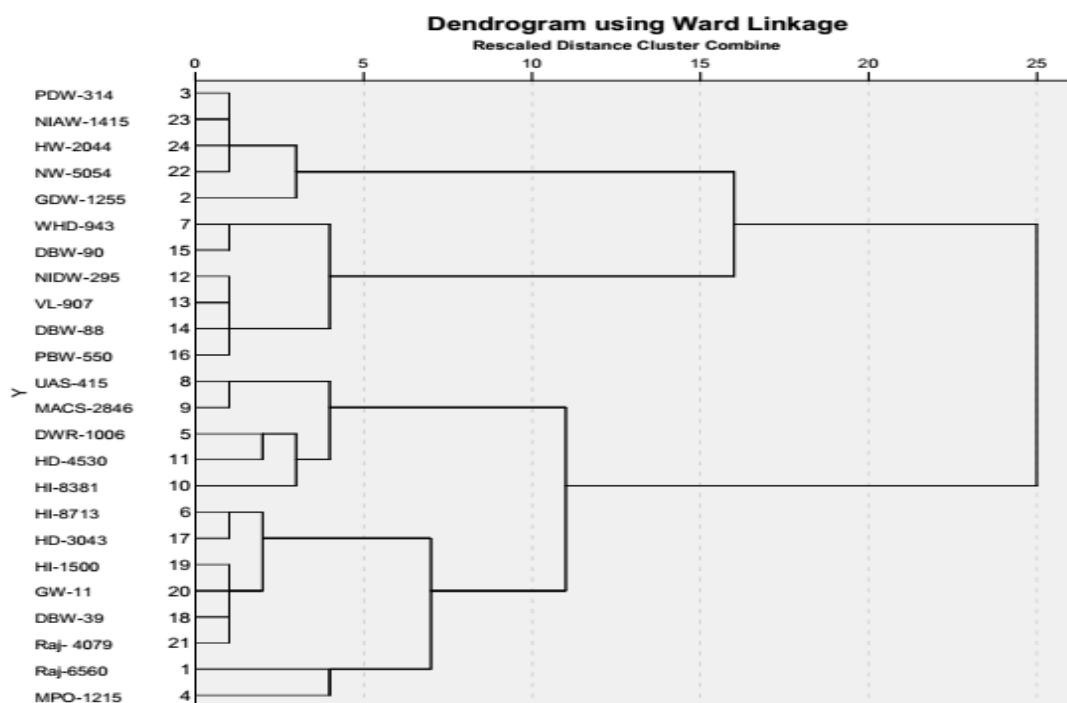 Dendrogram using Ward Linkage
Rescaled Distance Cluster Combine
0 5 10 15 20 25
PDW-314 3
NIAW-1415 23
HW-2044 24
NW-5054 22
GDW-1255 2
WHD-943 7
DBW-90 15
NIDW-295 12
VL-907 13
DBW-88 14
PBW-550 16
Y
UAS-415 8
MACS-2846 9
DWR-1006 5
HD-4530 11
HI-8381 10
HI-8713 6
HD-3043 17
HI-1500 19
GW-11 20
DBW-39 18
Raj- 4079 21
Raj-6560 1
MPO-1215 4